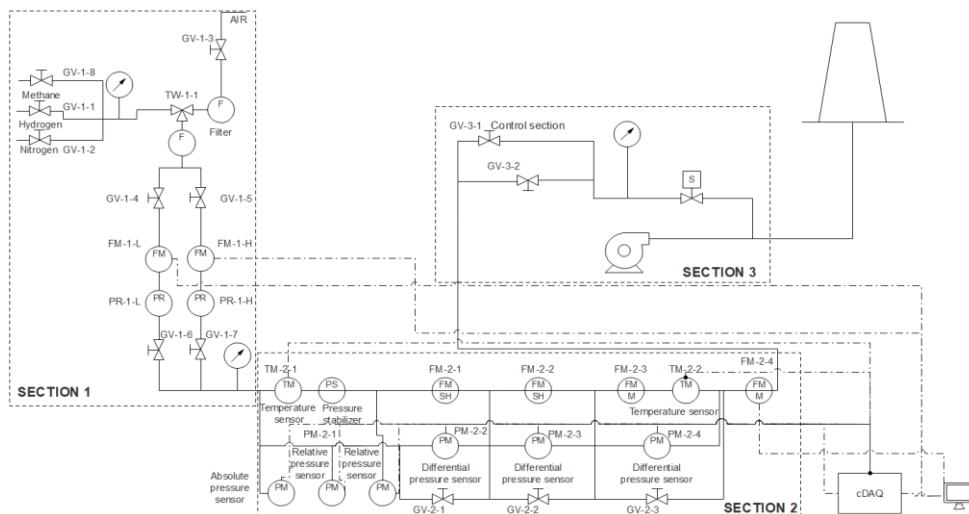 AIR
GV-1-3
GV-1-8
Methane
GV-1-1
TW-1-1
Hydrogen
F
Filter
Nitrogen
GV-1-2
F
GV-1-4
GV-1-5
FM-1-L
FM
FM
FM-1-H
PR-1-L
PR
PR
PR-1-H
GV-1-6
GV-1-7
SECTION 1
GV-3-1
Control section
GV-3-2
S
SECTION 3
TM-2-1
FM-2-1
FM-2-2
FM-2-3
TM-2-2
FM-2-4
TM
PS
FM
SH
FM
SH
FM
M
TM
FM
M
Temperature
sensor
Pressure
stabilizer
Temperature sensor
PM-2-1
PM-2-2
PM-2-3
PM-2-4
PM
PM
PM
Absolute
pressure
sensor
Relative
pressure
sensor
Relative
pressure
sensor
Differential
pressure sensor
Differential
pressure sensor
Differential
pressure sensor
PM
PM
PM
GV-2-1
GV-2-2
GV-2-3
SECTION 2
cDAQ